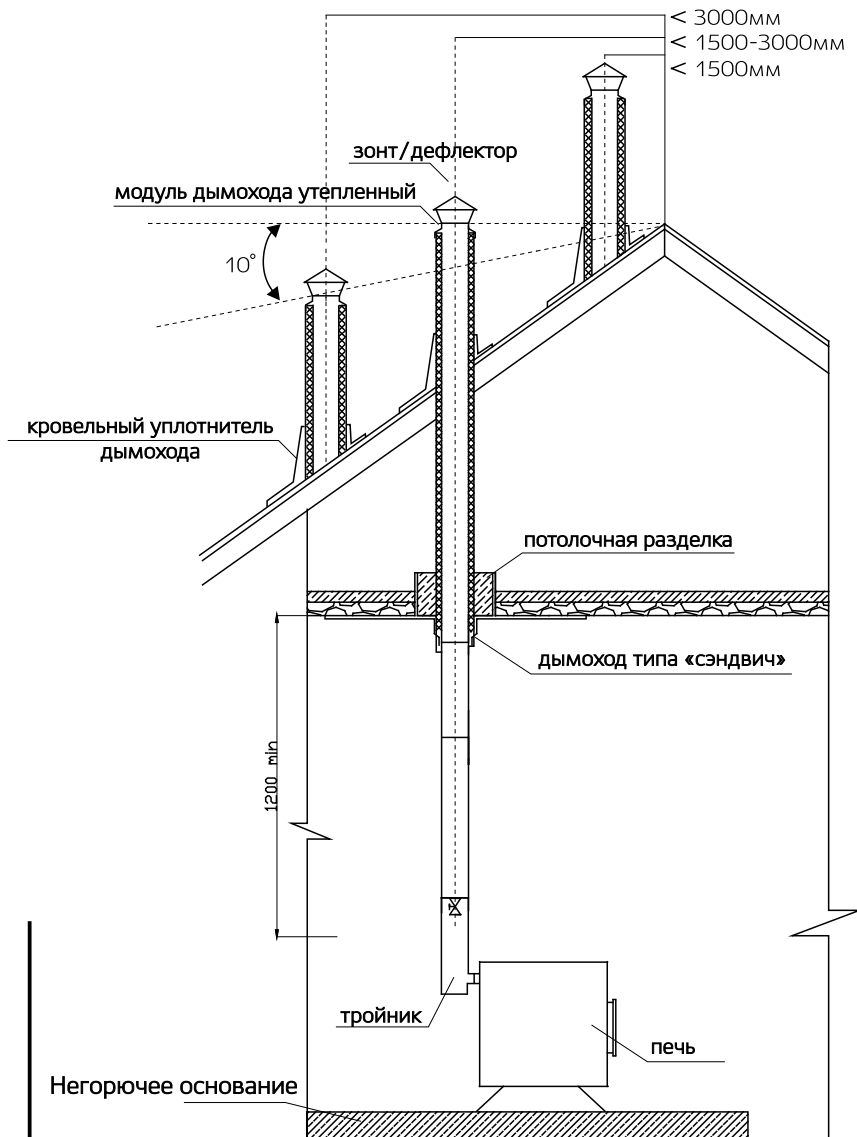 < 3000мм
< 1500-3000мм
< 1500мм
зонт/дефлектор
модуль дымохода утепленный
10°
кровельный уплотнитель
дымохода
потолочная разделка
дымоход типа «сэндвич»
1200 min
тройник
печь
Негорючее основание